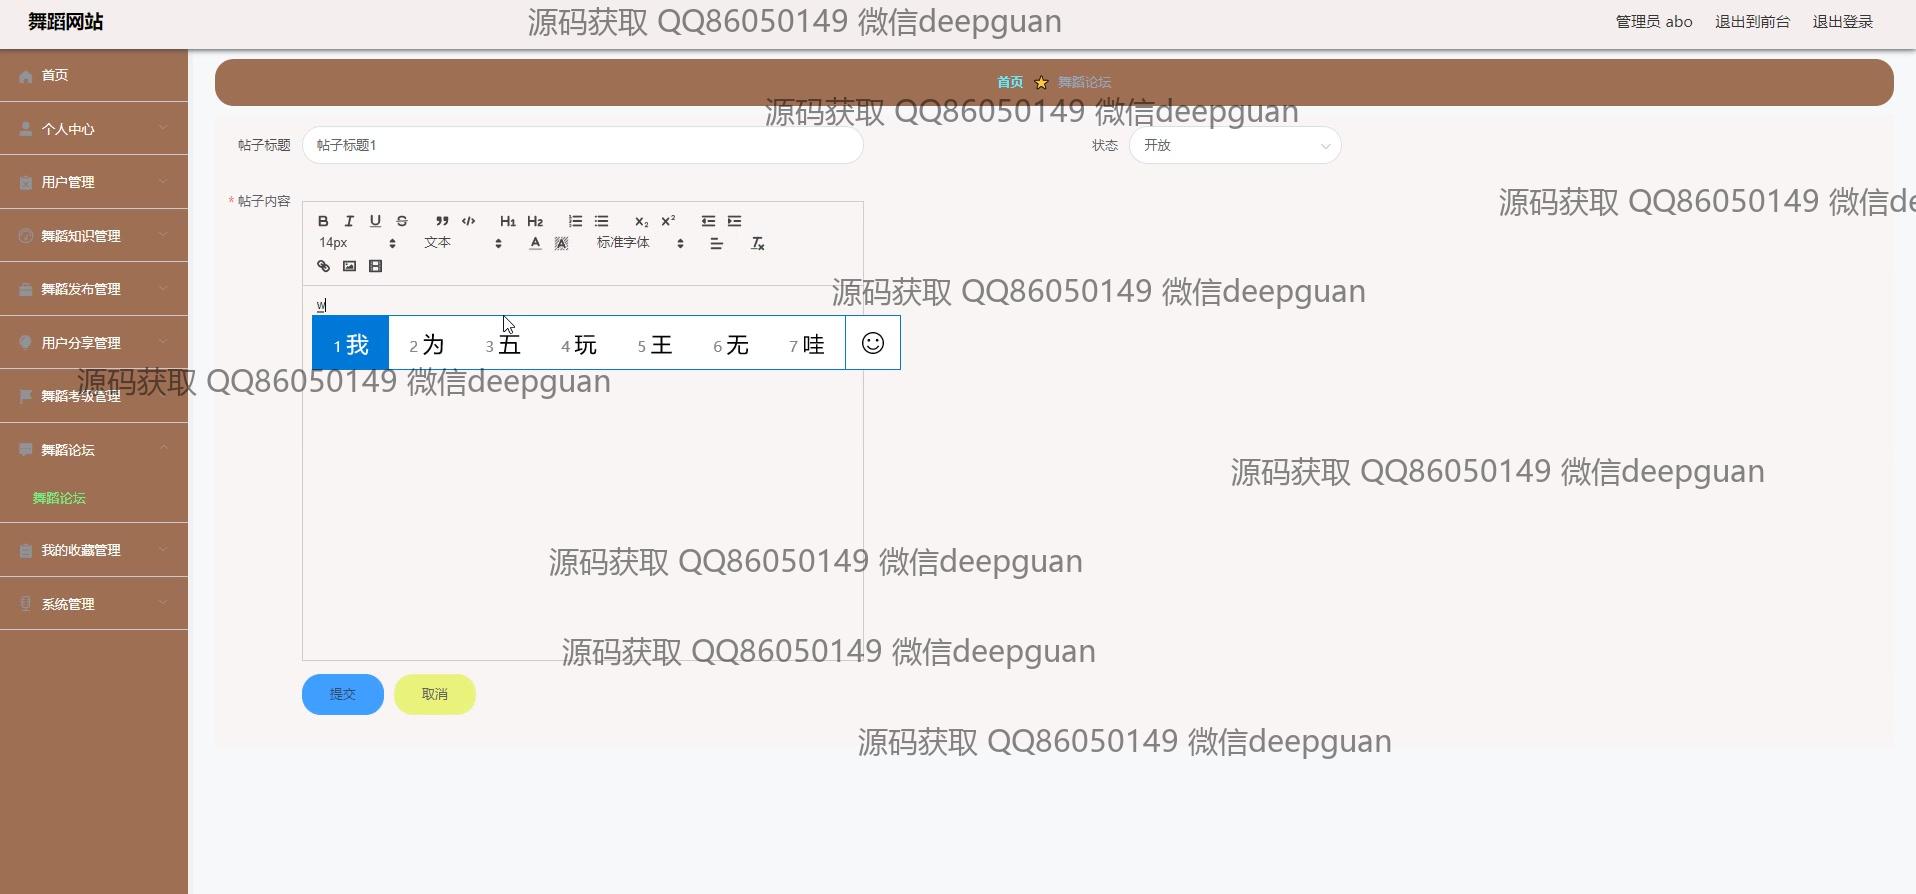 舞蹈网站
源码获取 QQ86050149 微信deepguan
管理员 abo 退出到前台 退出登录
首页
个人中心
用户管理
舞蹈知识管理
舞蹈发布管理
用户分享管理
舞蹈考级管理
舞蹈论坛
舞蹈论坛
我的收藏管理
系统管理
首页 舞蹈论坛
源码获取 QQ86050149 微信deepguan
帖子标题 帖子标题1 状态 开放
源码获取 QQ86050149 微信de
* 帖子内容
B I U S H1 H2 X2 X2
14px 文本 A A 标准字体 Tx
源码获取 QQ86050149 微信deepguan
w
1 我 2 为 3 五 4 玩 5 王 6 无 7 哇
源码获取 QQ86050149 微信deepguan
源码获取 QQ86050149 微信deepguan
源码获取 QQ86050149 微信deepguan
源码获取 QQ86050149 微信deepguan
提交 取消
源码获取 QQ86050149 微信deepguan